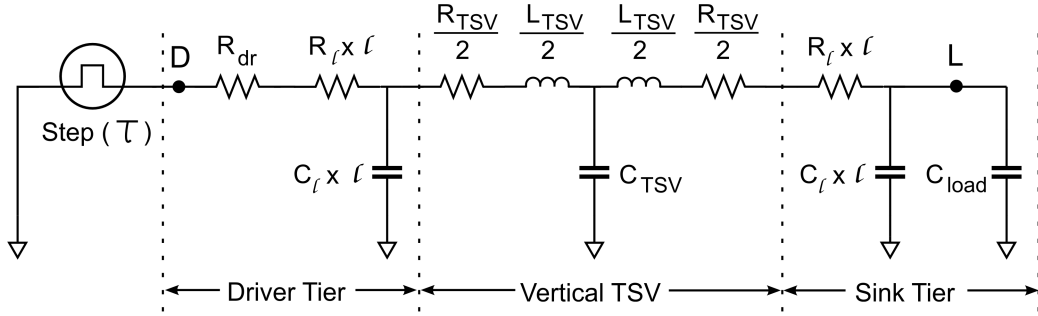 R_TSV L_TSV L_TSV R_TSV
2 2 2 2
D R_dr R_ℓ x ℓ R_ℓ x ℓ L
Step ( τ )
C_ℓ x ℓ C_TSV C_ℓ x ℓ C_load
Driver Tier Vertical TSV Sink Tier